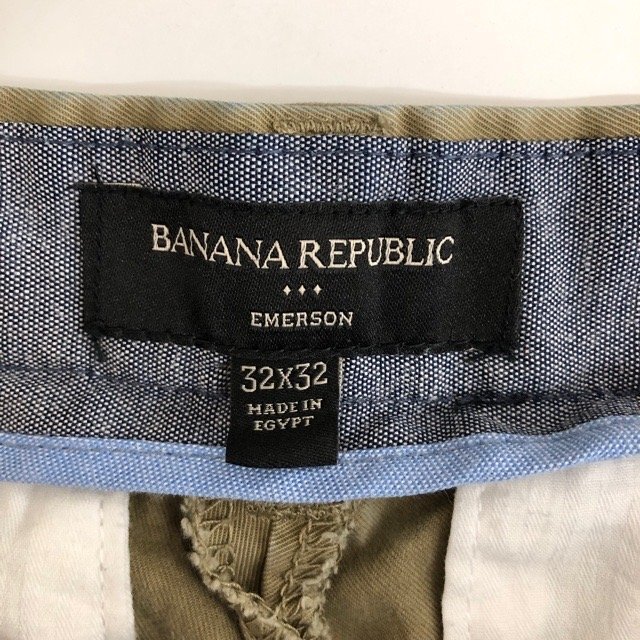 BANANA REPUBLIC
EMERSON
32X32
MADE IN
EGYPT